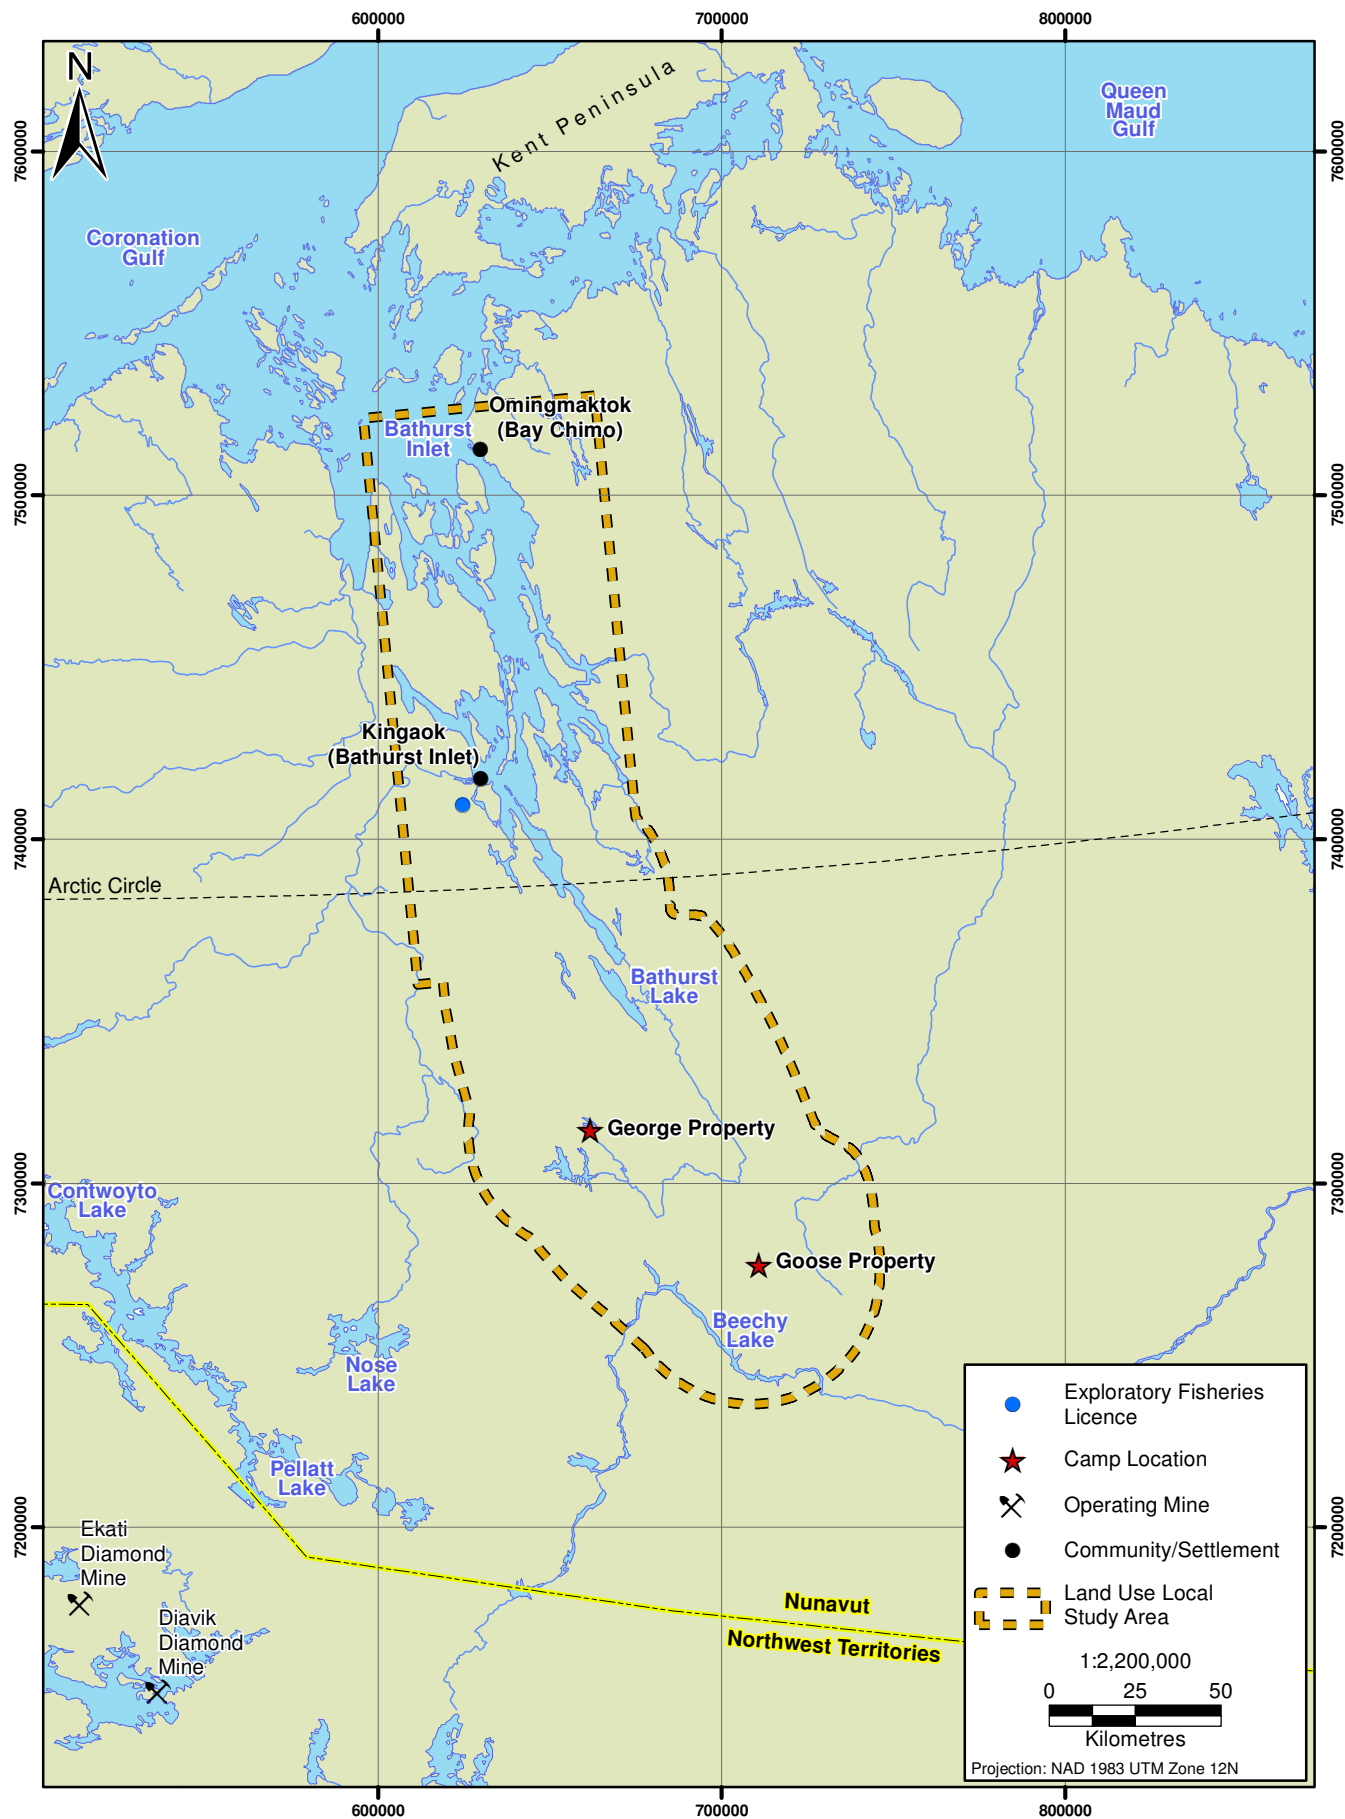 600000
700000
800000
N
Kent Peninsula
Queen
Maud
Gulf
7600000
7600000
Coronation
Gulf
Omingmaktok
(Bay Chimo)
Bathurst
Inlet
7500000
7500000
Kingaok
(Bathurst Inlet)
7400000
7400000
Arctic Circle
Bathurst
Lake
George Property
7300000
7300000
Contwoyto
Lake
Goose Property
Beechy
Lake
Nose
Lake
Pellatt
Lake
7200000
7200000
Ekati
Diamond
Mine
Diavik
Diamond
Mine
Nunavut
Northwest Territories
Exploratory Fisheries
Licence
Camp Location
Operating Mine
Community/Settlement
Land Use Local
Study Area
1:2,200,000
0 25 50
Kilometres
Projection: NAD 1983 UTM Zone 12N
600000
700000
800000